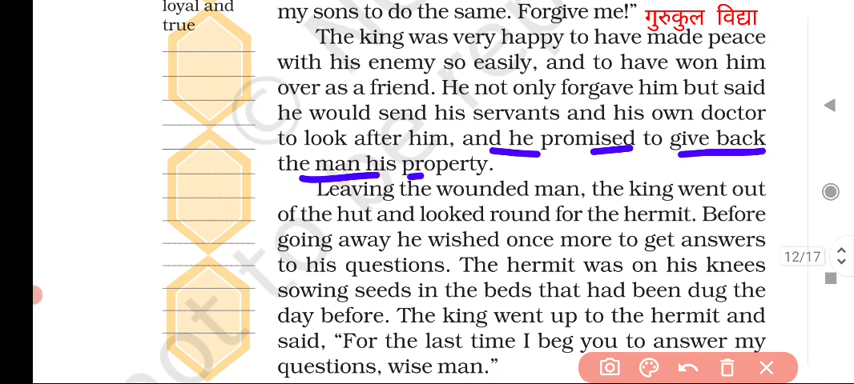 loyal and
true
my sons to do the same. Forgive me!”
गुरुकुल विद्या
The king was very happy to have made peace
with his enemy so easily, and to have won him
over as a friend. He not only forgave him but said
he would send his servants and his own doctor
to look after him, and he promised to give back
the man his property.
Leaving the wounded man, the king went out
of the hut and looked round for the hermit. Before
going away he wished once more to get answers
to his questions. The hermit was on his knees
sowing seeds in the beds that had been dug the
day before. The king went up to the hermit and
said, “For the last time I beg you to answer my
questions, wise man.”
12/17
© not to be rep